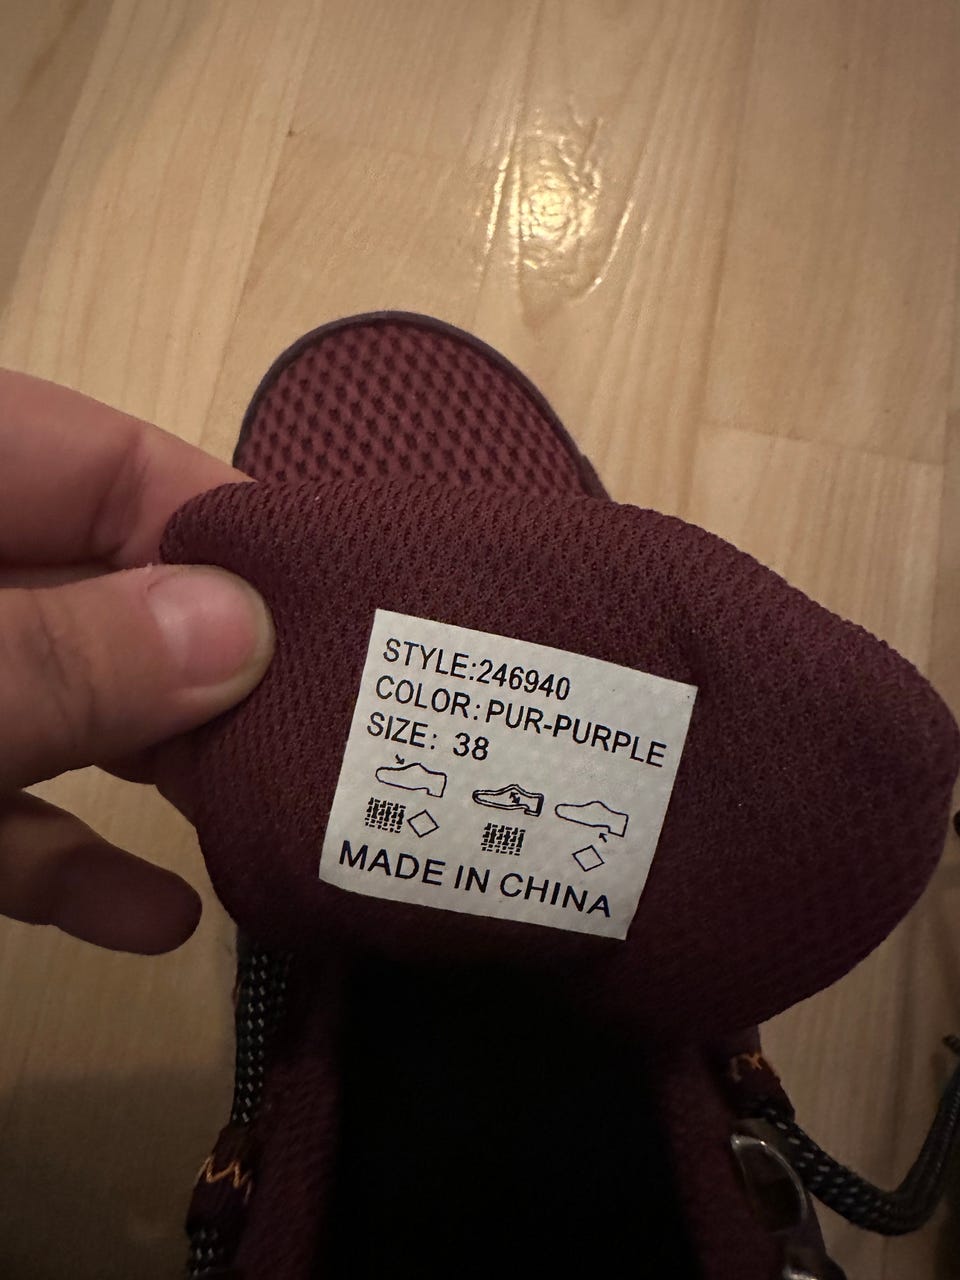 STYLE:246940
COLOR: PUR-PURPLE
SIZE: 38
MADE IN CHINA